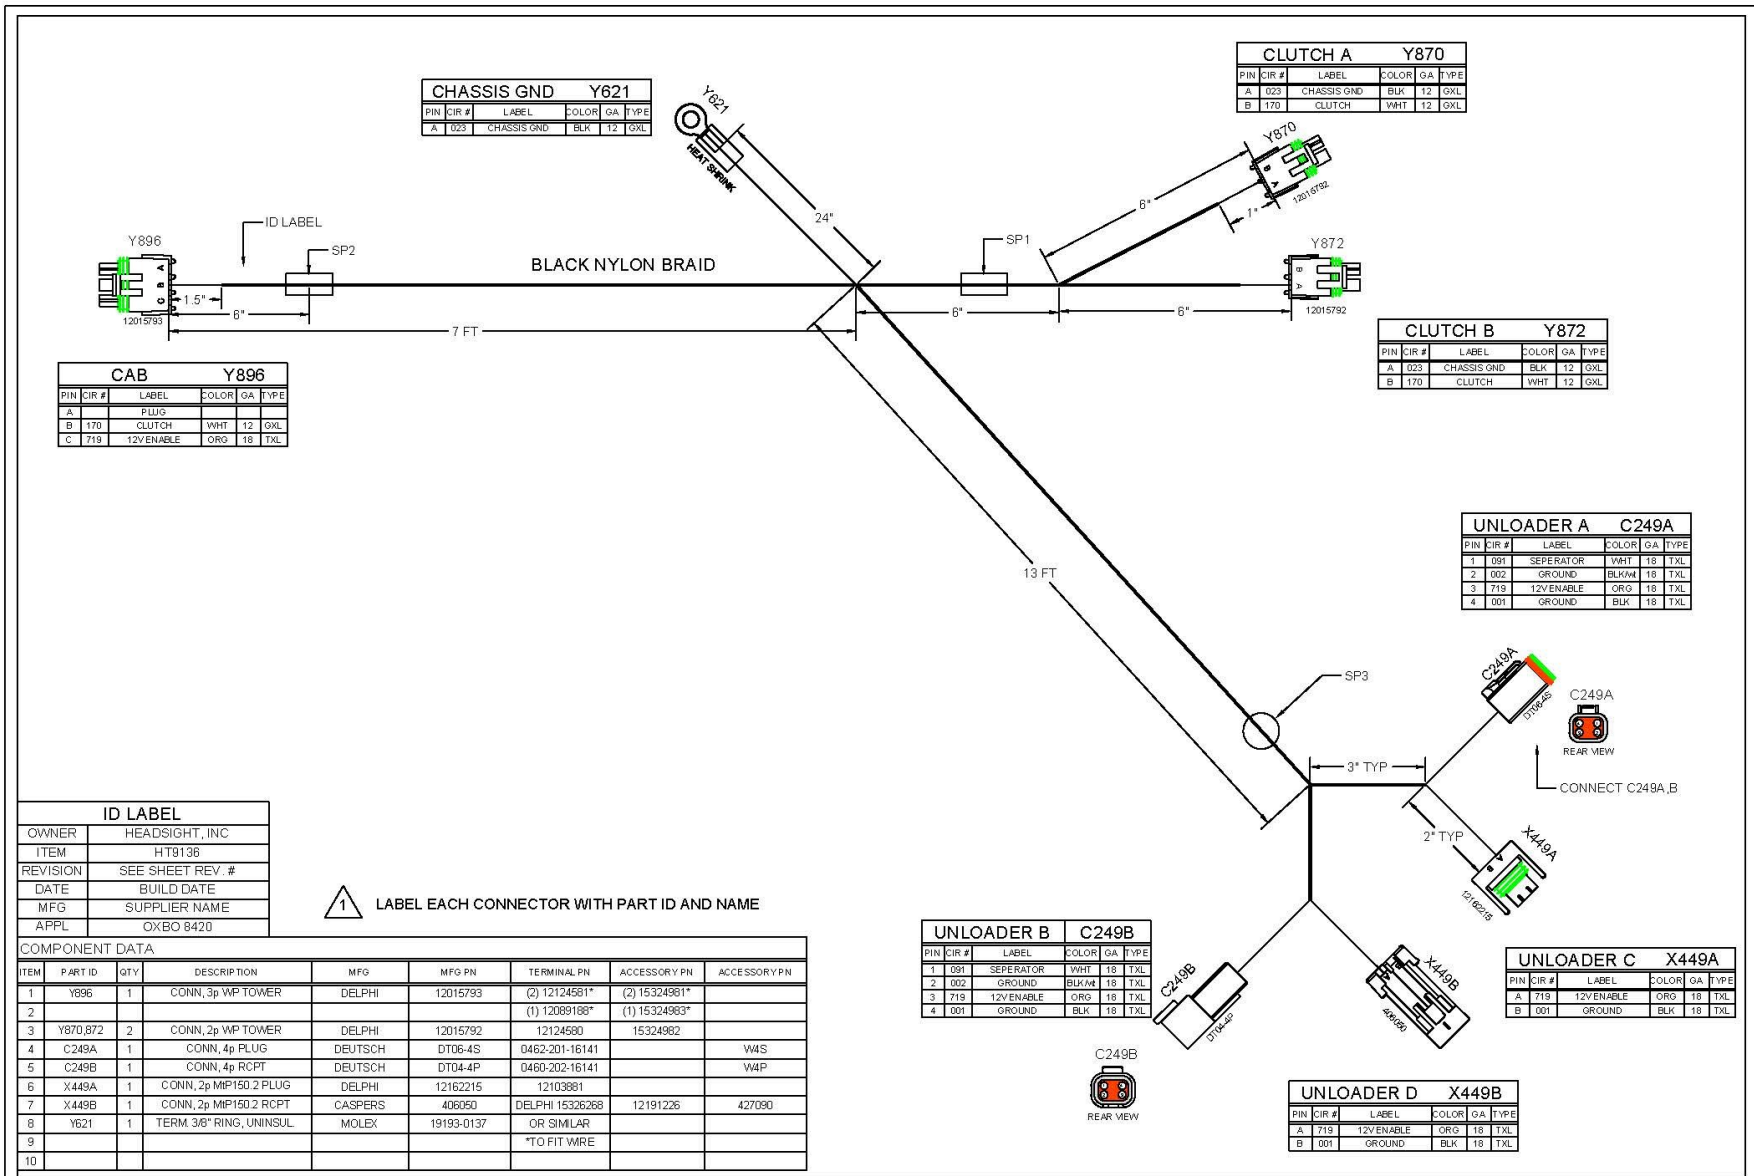 CHASSIS GND Y621
PIN CIR # LABEL COLOR GA TYPE
A 023 CHASSIS GND BLK 12 GXL
CLUTCH A Y870
PIN CIR # LABEL COLOR GA TYPE
A 023 CHASSIS GND BLK 12 GXL
B 170 CLUTCH WHT 12 GXL
Y621
HEAT SHRINK
24"
Y870
12015792
6"
1"
ID LABEL
SP2
BLACK NYLON BRAID
SP1
Y896
A
B
C
12015793
1.5"
6"
7 FT
6"
6"
Y872
B
A
12015792
B
A
CLUTCH B Y872
PIN CIR # LABEL COLOR GA TYPE
A 023 CHASSIS GND BLK 12 GXL
B 170 CLUTCH WHT 12 GXL
CAB Y896
PIN CIR # LABEL COLOR GA TYPE
A PLUG
B 170 CLUTCH WHT 12 GXL
C 719 12V ENABLE ORG 18 TXL
13 FT
UNLOADER A C249A
PIN CIR # LABEL COLOR GA TYPE
1 091 SEPERATOR WHT 18 TXL
2 002 GROUND BLK/wt 18 TXL
3 719 12V ENABLE ORG 18 TXL
4 001 GROUND BLK 18 TXL
SP3
C249A
DT06-4S
C249A
REAR VIEW
CONNECT C249A,B
3" TYP
2" TYP
X449A
A
B
12162215
ID LABEL
OWNER HEADSIGHT, INC
ITEM HT9136
REVISION SEE SHEET REV. #
DATE BUILD DATE
MFG SUPPLIER NAME
APPL OXBO 8420
1 LABEL EACH CONNECTOR WITH PART ID AND NAME
UNLOADER B C249B
PIN CIR # LABEL COLOR GA TYPE
1 091 SEPERATOR WHT 18 TXL
2 002 GROUND BLK/wt 18 TXL
3 719 12V ENABLE ORG 18 TXL
4 001 GROUND BLK 18 TXL
C249B
DT04-4P
X449B
406050
C249B
REAR VIEW
UNLOADER C X449A
PIN CIR # LABEL COLOR GA TYPE
A 719 12V ENABLE ORG 18 TXL
B 001 GROUND BLK 18 TXL
UNLOADER D X449B
PIN CIR # LABEL COLOR GA TYPE
A 719 12V ENABLE ORG 18 TXL
B 001 GROUND BLK 18 TXL
COMPONENT DATA
ITEM PART ID QTY DESCRIPTION MFG MFG PN TERMINAL PN ACCESSORY PN ACCESSORY PN
1 Y896 1 CONN, 3p WP TOWER DELPHI 12015793 (2) 12124581* (2) 15324981*
2 (1) 12089188* (1) 15324983*
3 Y870,872 2 CONN, 2p WP TOWER DELPHI 12015792 12124580 15324982
4 C249A 1 CONN, 4p PLUG DEUTSCH DT06-4S 0462-201-16141 W4S
5 C249B 1 CONN, 4p RCPT DEUTSCH DT04-4P 0460-202-16141 W4P
6 X449A 1 CONN, 2p MtP150.2 PLUG DELPHI 12162215 12103881
7 X449B 1 CONN, 2p MtP150.2 RCPT CASPERS 406050 DELPHI 15326268 12191226 427090
8 Y621 1 TERM. 3/8" RING, UNINSUL. MOLEX 19193-0137 OR SIMILAR
9 *TO FIT WIRE
10